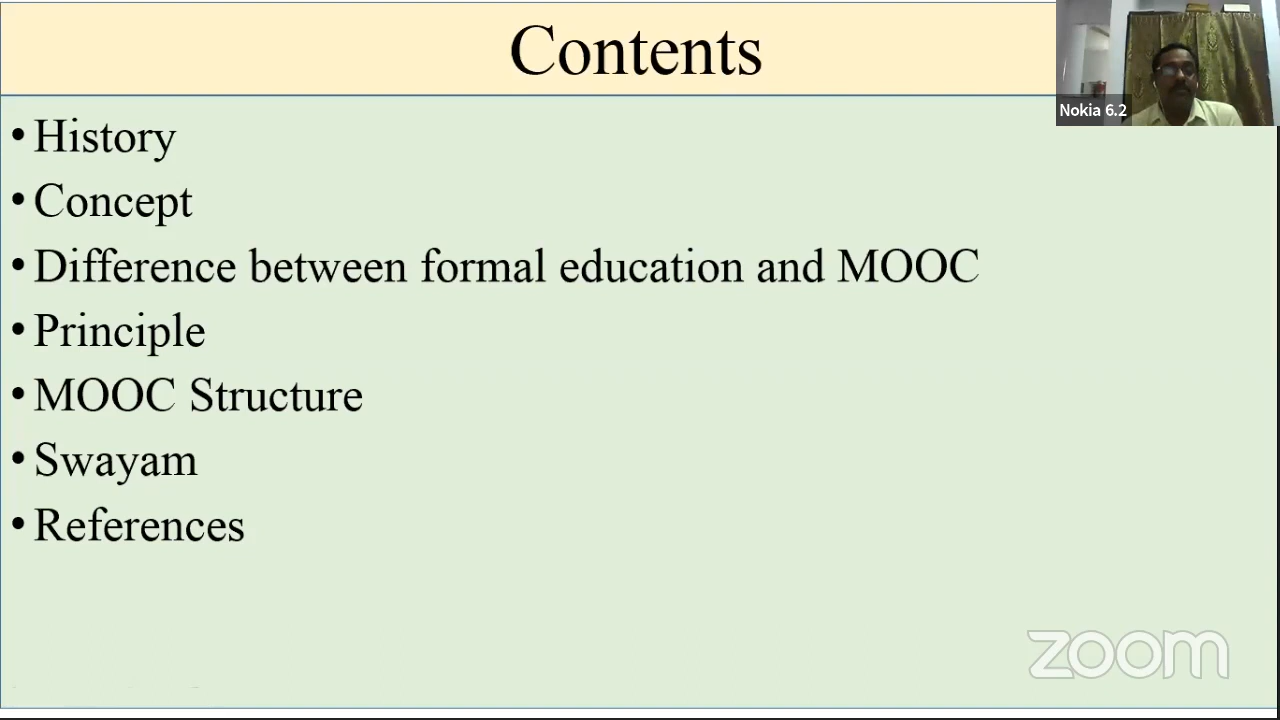 Contents
Nokia 6.2
• History
• Concept
• Difference between formal education and MOOC
• Principle
• MOOC Structure
• Swayam
• References
zoom